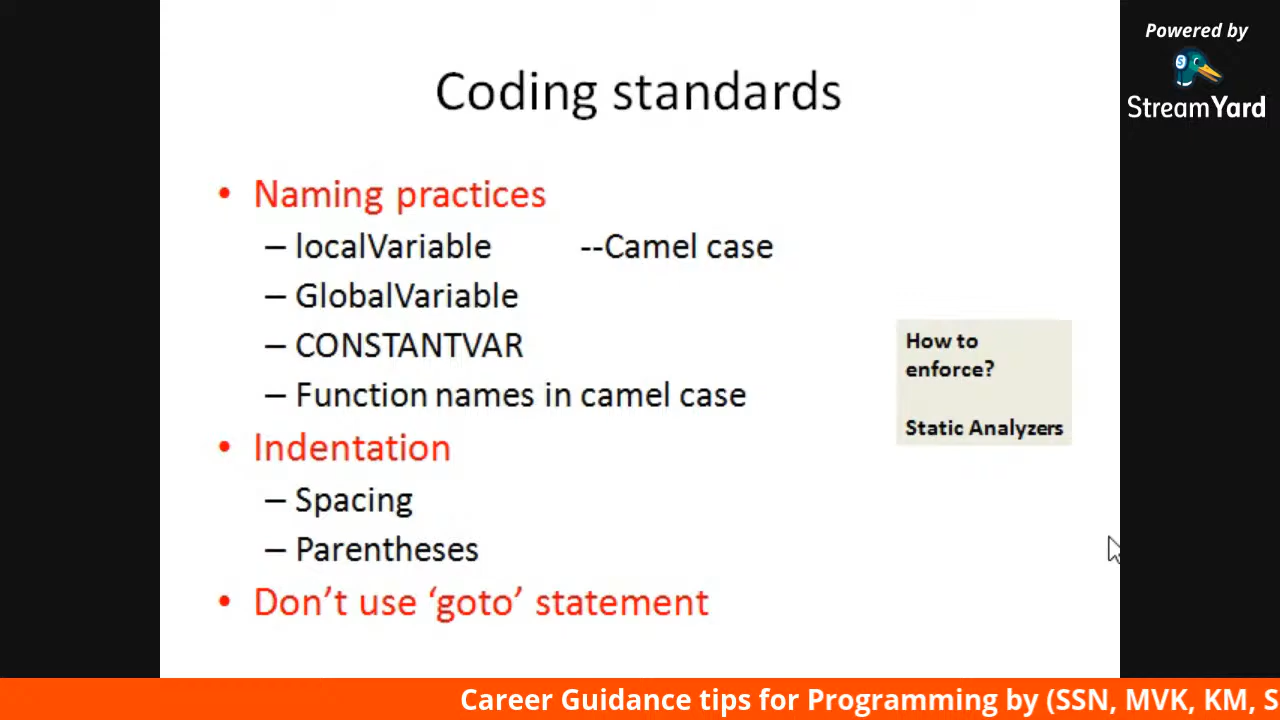 Powered by
StreamYard
Coding standards
• Naming practices
– localVariable --Camel case
– GlobalVariable
– CONSTANTVAR
– Function names in camel case
• Indentation
– Spacing
– Parentheses
• Don’t use ‘goto’ statement
How to
enforce?
Static Analyzers
Career Guidance tips for Programming by (SSN, MVK, KM, S